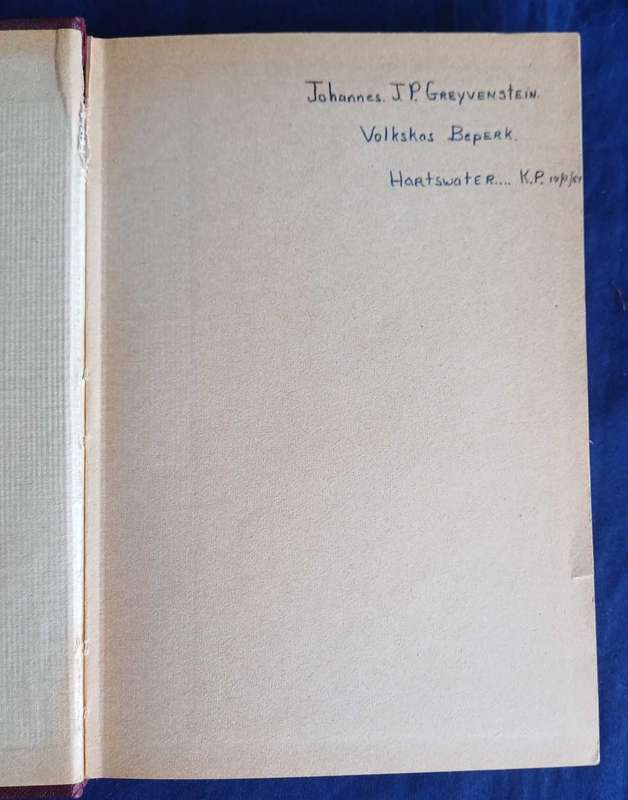 Johannes. J.P. GREYVENSTEIN.
Volkskas BEPERK.
HARTSWATER.... K.P.